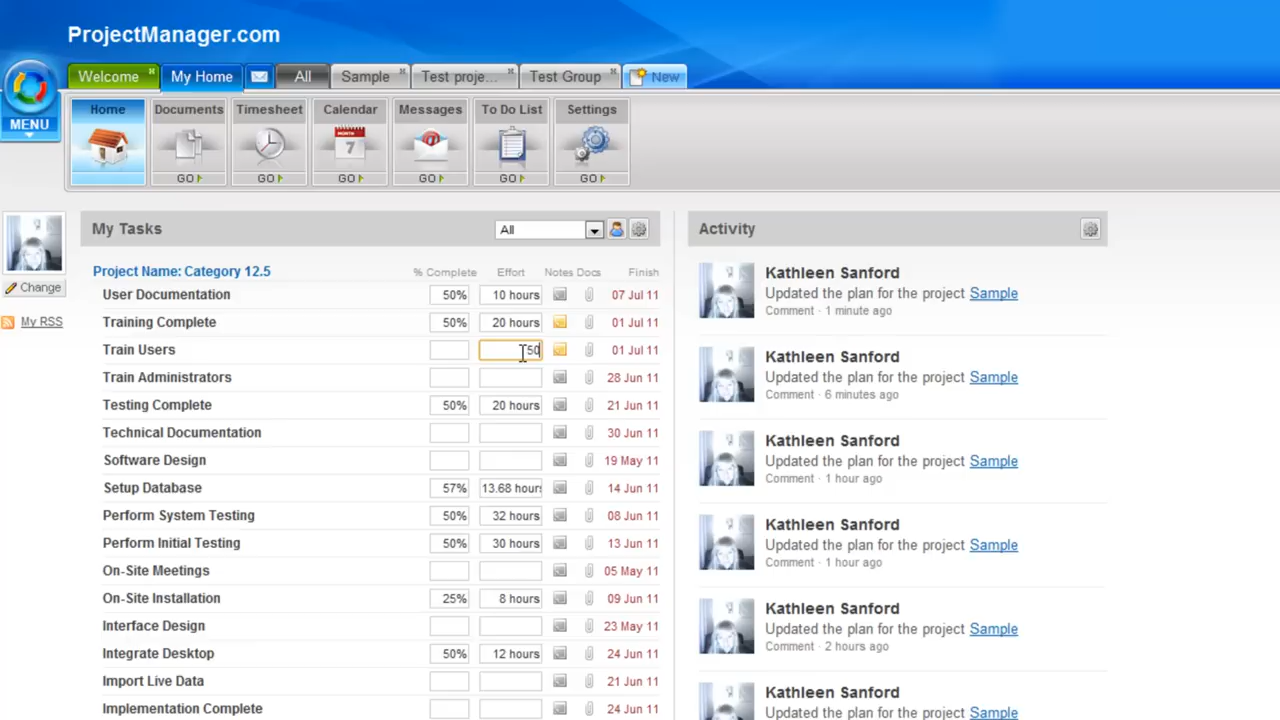 ProjectManager.com
MENU
Welcome
My Home
All
Sample
Test proje...
Test Group
New
Home
Documents
GO
Timesheet
GO
Calendar
MONTH
7
GO
Messages
GO
To Do List
GO
Settings
GO
Change
My RSS
My Tasks
All
Project Name: Category 12.5
% Complete Effort Notes Docs Finish
User Documentation 50% 10 hours 07 Jul 11
Training Complete 50% 20 hours 01 Jul 11
Train Users 50 01 Jul 11
Train Administrators 28 Jun 11
Testing Complete 50% 20 hours 21 Jun 11
Technical Documentation 30 Jun 11
Software Design 19 May 11
Setup Database 57% 13.68 hours 14 Jun 11
Perform System Testing 50% 32 hours 08 Jun 11
Perform Initial Testing 50% 30 hours 13 Jun 11
On-Site Meetings 05 May 11
On-Site Installation 25% 8 hours 09 Jun 11
Interface Design 23 May 11
Integrate Desktop 50% 12 hours 24 Jun 11
Import Live Data 21 Jun 11
Implementation Complete 24 Jun 11
Activity
Kathleen Sanford
Updated the plan for the project Sample
Comment · 1 minute ago
Kathleen Sanford
Updated the plan for the project Sample
Comment · 6 minutes ago
Kathleen Sanford
Updated the plan for the project Sample
Comment · 1 hour ago
Kathleen Sanford
Updated the plan for the project Sample
Comment · 1 hour ago
Kathleen Sanford
Updated the plan for the project Sample
Comment · 2 hours ago
Kathleen Sanford
Updated the plan for the project Sample